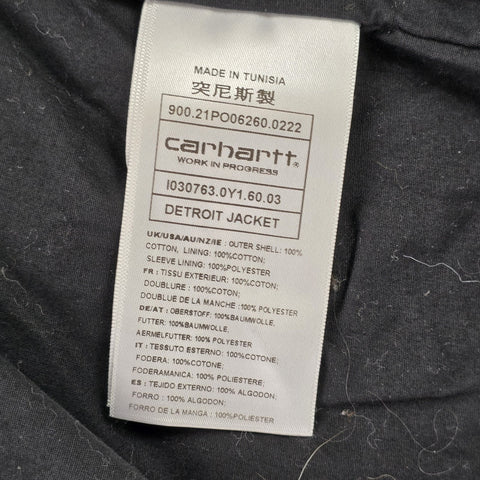 MADE IN TUNISIA
突尼斯製
900.21PO06260.0222
carhartt®
WORK IN PROGRESS
I030763.0Y1.60.03
DETROIT JACKET
UK/USA/AU/NZ/IE : OUTER SHELL: 100%
COTTON, LINING: 100%COTTON;
SLEEVE LINING: 100%POLYESTER
FR : TISSU EXTERIEUR: 100%COTON;
DOUBLURE : 100%COTON;
DOUBLE DE LA MANCHE :100% POLYESTER
DE/AT : OBERSTOFF: 100%BAUMWOLLE,
FUTTER: 100%BAUMWOLLE,
AERMELFUTTER: 100% POLYESTER
IT : TESSUTO ESTERNO: 100%COTONE,
FODERA: 100%COTONE,
FODERAMANICA : 100% POLIESTERE;
ES : TEJIDO EXTERNO: 100% ALGODON;
FORRO : 100% ALGODON;
FORRO DE LA MANGA : 100%POLIESTER